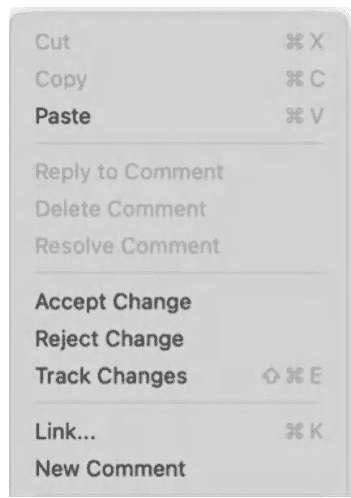 Cut ⌘ X
Copy ⌘ C
Paste ⌘ V
Reply to Comment
Delete Comment
Resolve Comment
Accept Change
Reject Change
Track Changes ⇧ ⌘ E
Link... ⌘ K
New Comment